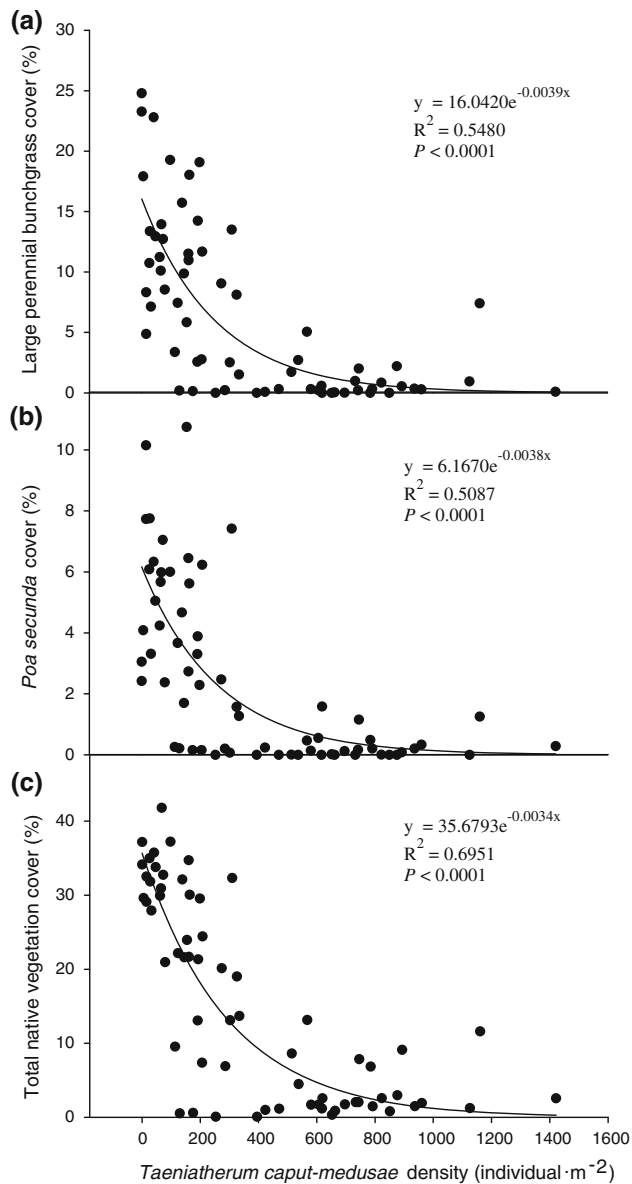 (a)
30
25
20
15
10
5
0
Large perennial bunchgrass cover (%)
y = 16.0420e^-0.0039x
R² = 0.5480
P < 0.0001
(b)
10
8
6
4
2
0
Poa secunda cover (%)
y = 6.1670e^-0.0038x
R² = 0.5087
P < 0.0001
(c)
40
30
20
10
0
Total native vegetation cover (%)
y = 35.6793e^-0.0034x
R² = 0.6951
P < 0.0001
0 200 400 600 800 1000 1200 1400 1600
Taeniatherum caput-medusae density (individual·m⁻²)